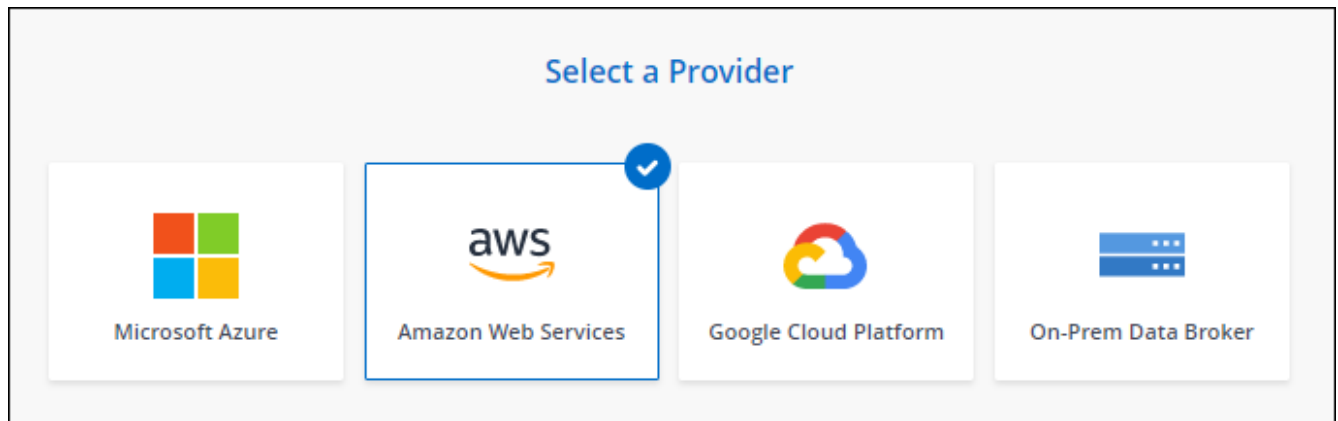 Select a Provider
aws
Microsoft Azure
Amazon Web Services
Google Cloud Platform
On-Prem Data Broker